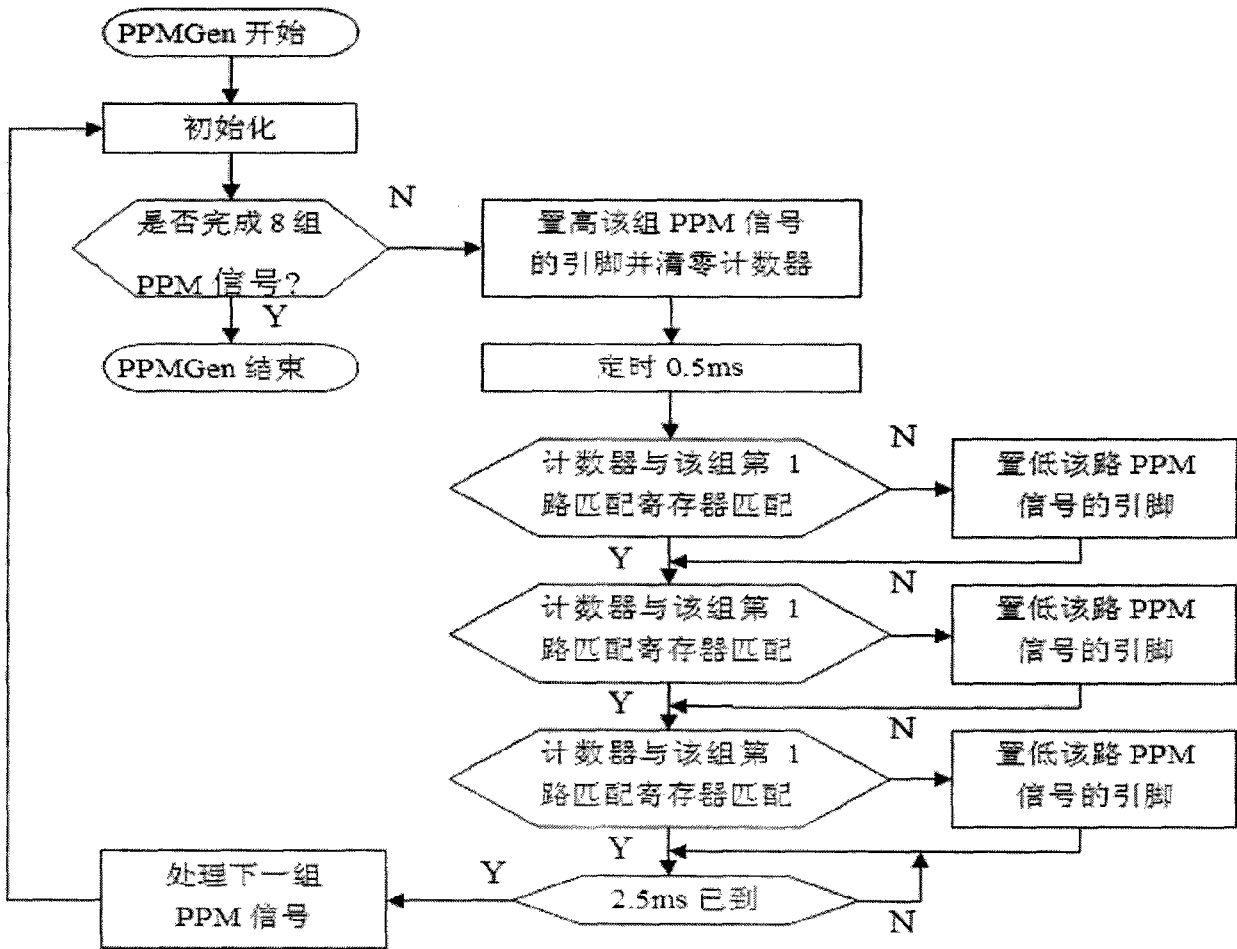 PPMGen 开始
初始化
是否完成 8 组
PPM 信号?
N
Y
PPMGen 结束
置高该组 PPM 信号
的引脚并清零计数器
定时 0.5ms
计数器与该组第 1
路匹配寄存器匹配
N
置低该路 PPM
信号的引脚
Y
计数器与该组第 1
路匹配寄存器匹配
N
置低该路 PPM
信号的引脚
Y
计数器与该组第 1
路匹配寄存器匹配
N
置低该路 PPM
信号的引脚
Y
2.5ms 已到
N
Y
处理下一组
PPM 信号